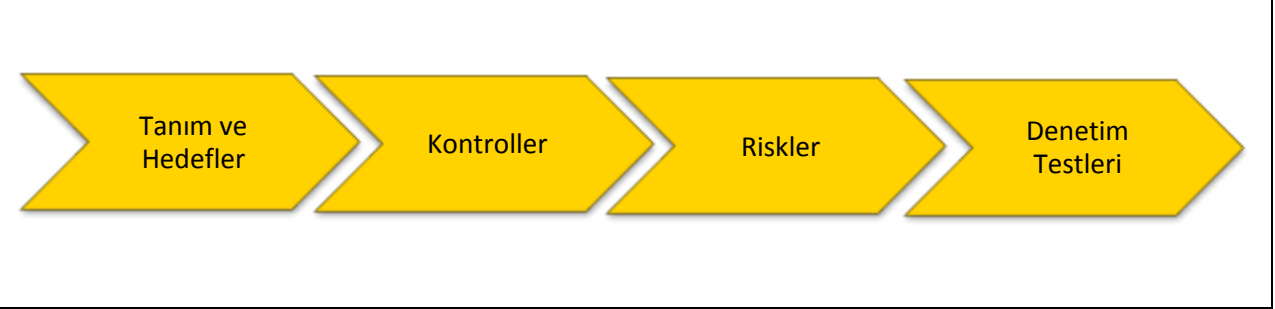 Tanım ve
Hedefler
Kontroller
Riskler
Denetim
Testleri